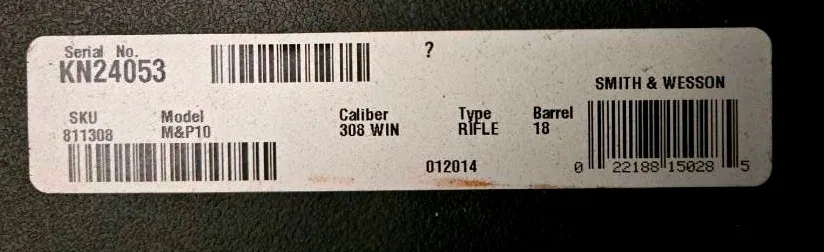 Serial No.
KN24053
?
SMITH & WESSON
SKU Model Caliber Type Barrel
811308 M&P10 308 WIN RIFLE 18
012014
0 22188 15028 5